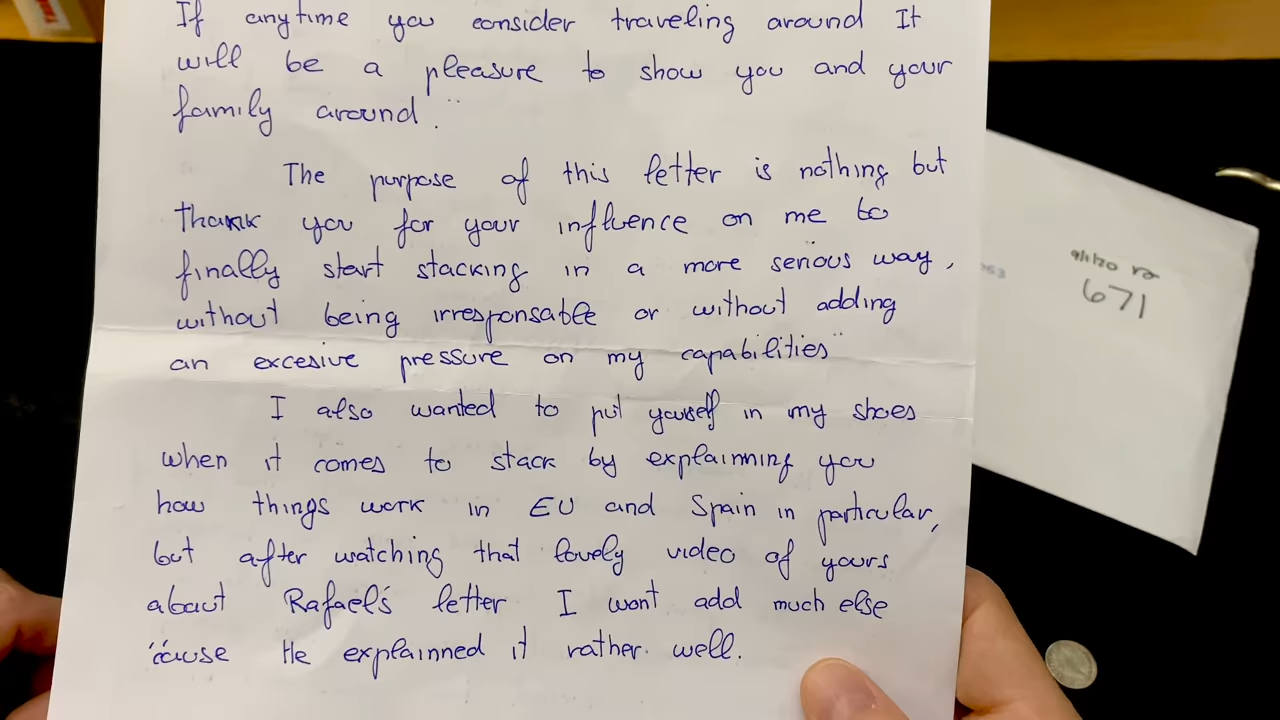 If anytime you consider traveling around It
will be a pleasure to show you and your
family around.
The purpose of this letter is nothing but
thank you for your influence on me to
finally start stacking in a more serious way,
without being irresponsable or without adding
an excesive pressure on my capabilities
I also wanted to put yourself in my shoes
when it comes to stack by explainning you
how things work in EU and Spain in particular,
but after watching that lovely video of yours
about Rafael's letter I wont add much else
'cause He explainned it rather. well.
9/1/20
671